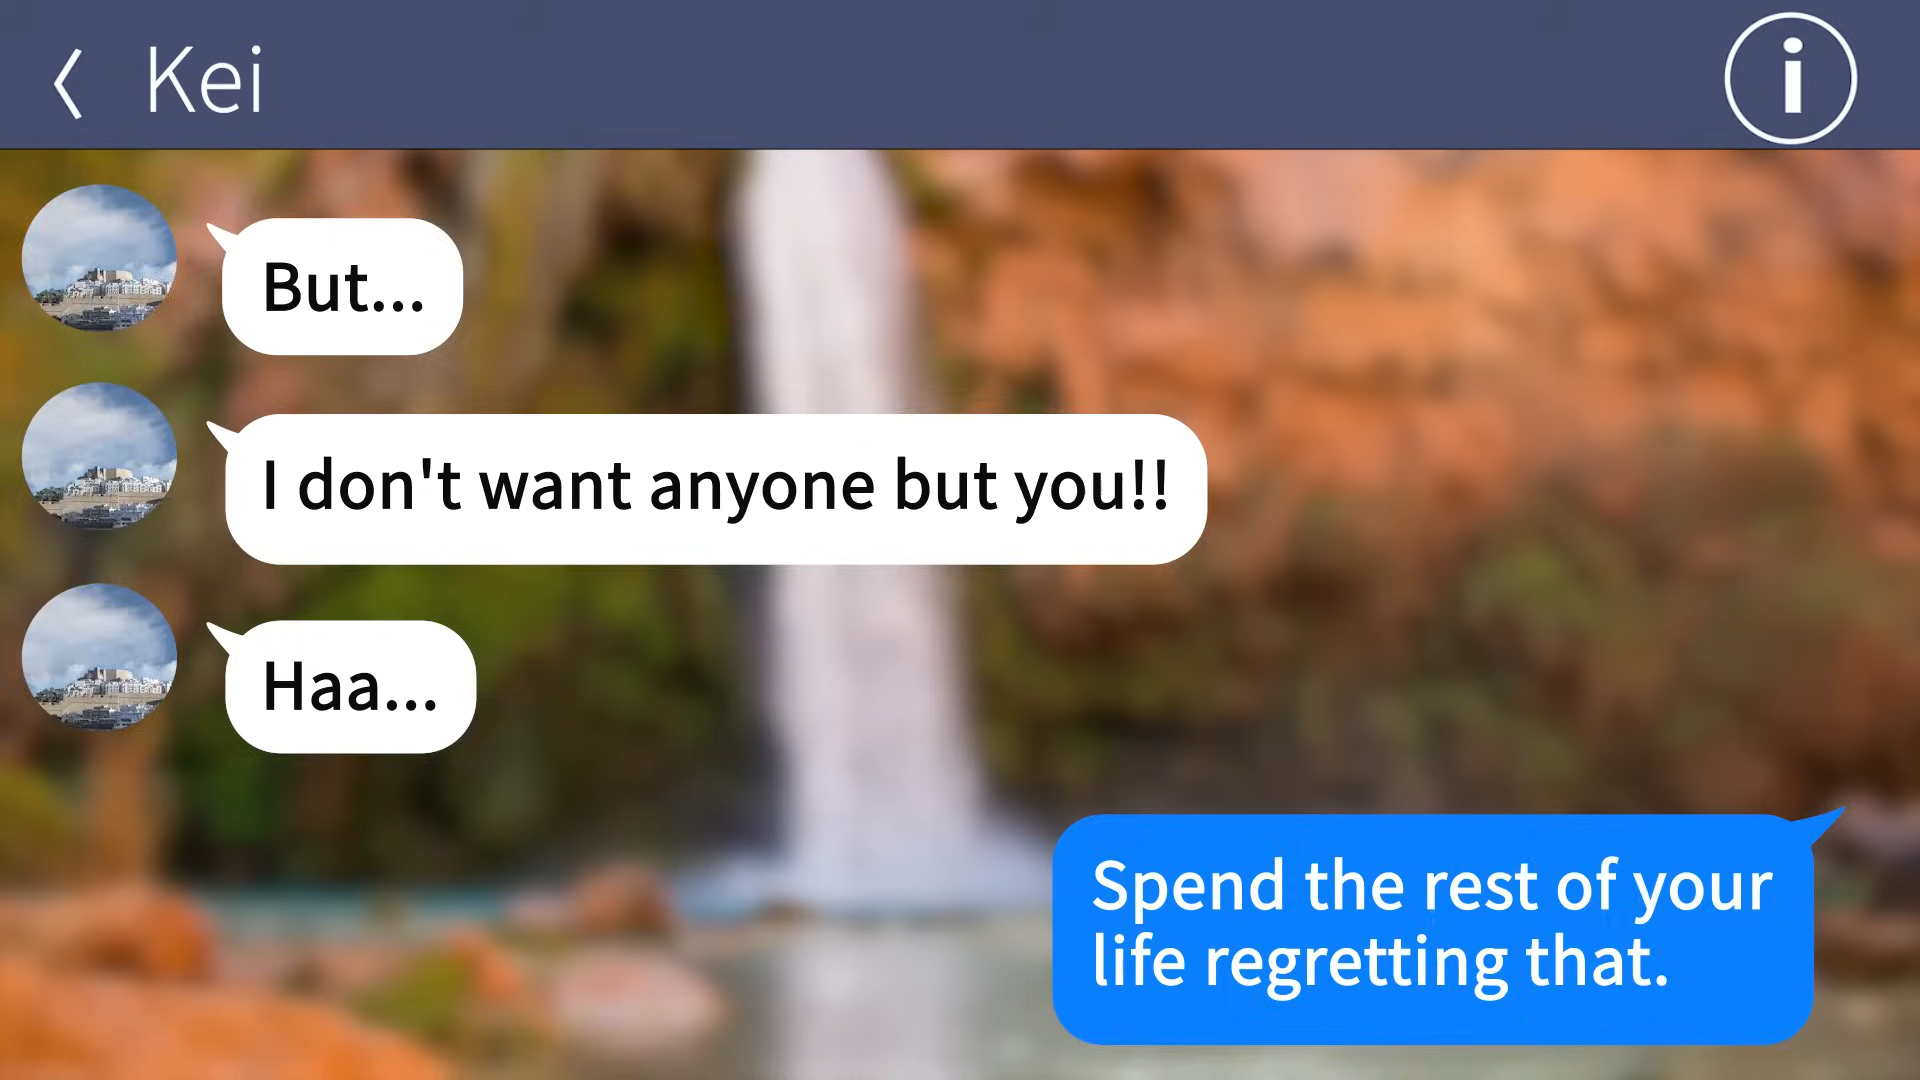 Kei
But...
I don't want anyone but you!!
Haa...
Spend the rest of your
life regretting that.